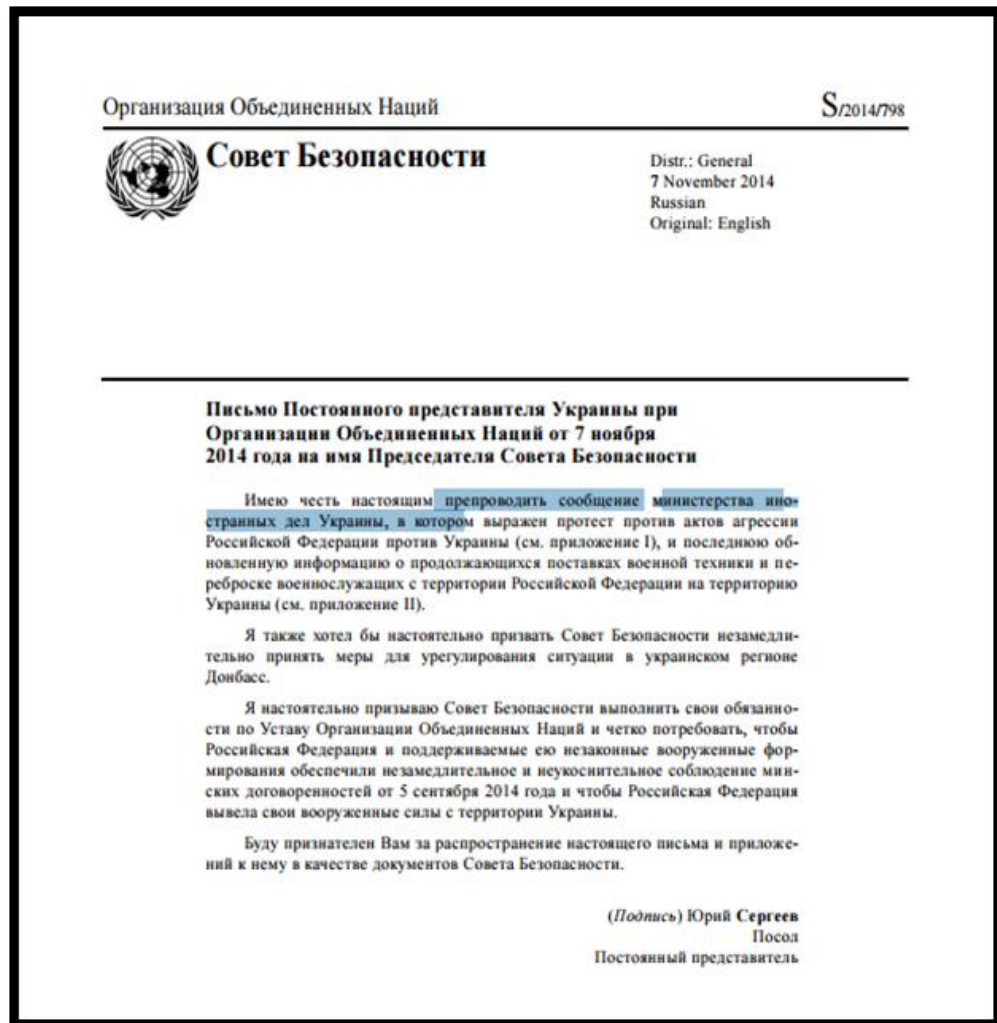 Организация Объединенных Наций
S/2014/798
Совет Безопасности
Distr.: General
7 November 2014
Russian
Original: English
Письмо Постоянного представителя Украины при
Организации Объединенных Наций от 7 ноября
2014 года на имя Председателя Совета Безопасности
Имею честь настоящим препроводить сообщение министерства ино-
странных дел Украины, в котором выражен протест против актов агрессии
Российской Федерации против Украины (см. приложение I), и последнюю об-
новленную информацию о продолжающихся поставках военной техники и пе-
реброске военнослужащих с территории Российской Федерации на территорию
Украины (см. приложение II).
Я также хотел бы настоятельно призвать Совет Безопасности незамедли-
тельно принять меры для урегулирования ситуации в украинском регионе
Донбасс.
Я настоятельно призываю Совет Безопасности выполнить свои обязанно-
сти по Уставу Организации Объединенных Наций и четко потребовать, чтобы
Российская Федерация и поддерживаемые ею незаконные вооруженные фор-
мирования обеспечили незамедлительное и неукоснительное соблюдение мин-
ских договоренностей от 5 сентября 2014 года и чтобы Российская Федерация
вывела свои вооруженные силы с территории Украины.
Буду признателен Вам за распространение настоящего письма и приложе-
ний к нему в качестве документов Совета Безопасности.
(Подпись) Юрий Сергеев
Посол
Постоянный представитель